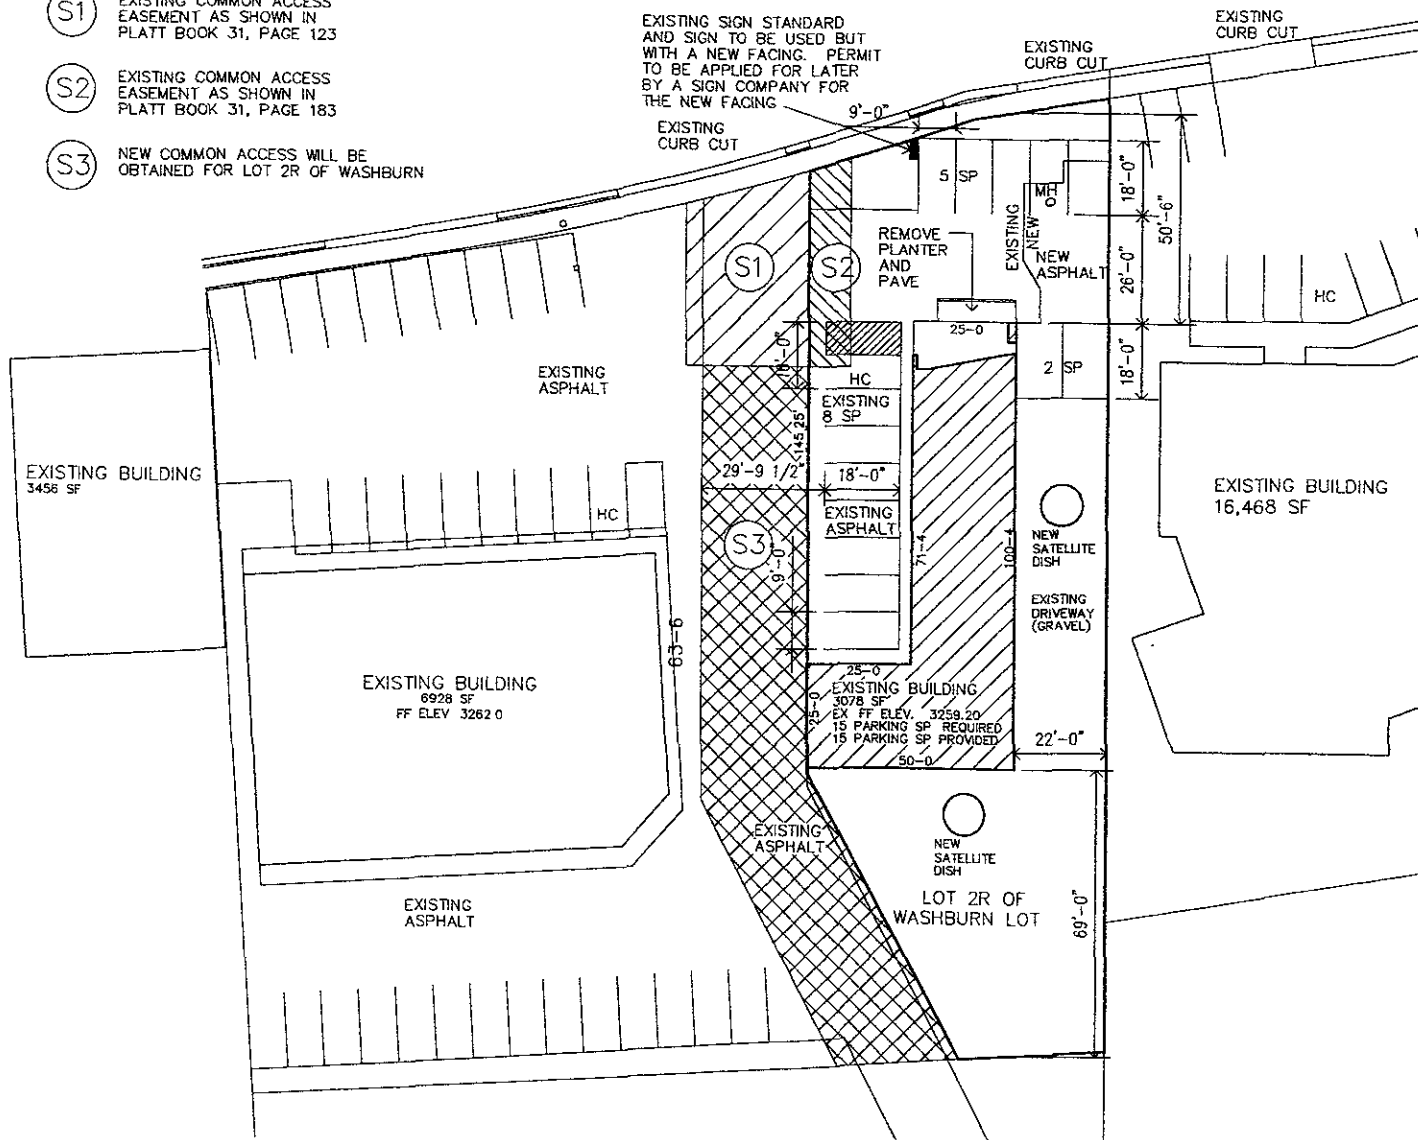 S1
EXISTING COMMON ACCESS
EASEMENT AS SHOWN IN
PLATT BOOK 31, PAGE 123
S2
EXISTING COMMON ACCESS
EASEMENT AS SHOWN IN
PLATT BOOK 31, PAGE 183
S3
NEW COMMON ACCESS WILL BE
OBTAINED FOR LOT 2R OF WASHBURN
EXISTING SIGN STANDARD
AND SIGN TO BE USED BUT
WITH A NEW FACING. PERMIT
TO BE APPLIED FOR LATER
BY A SIGN COMPANY FOR
THE NEW FACING
EXISTING
CURB CUT
9'-0"
EXISTING
CURB CUT
EXISTING
CURB CUT
5 SP
MH
18'-0"
50'-6"
26'-0"
18'-0"
EXISTING
NEW
NEW
ASPHALT
REMOVE
PLANTER
AND
PAVE
S1
S2
HC
25-0
2 SP
18'-0"
HC
EXISTING
8 SP
145.25'
EXISTING
ASPHALT
29'-9 1/2"
18'-0"
EXISTING
ASPHALT
EXISTING BUILDING
3456 SF
HC
S3
9'-0"
71-4
100-4
NEW
SATELLITE
DISH
EXISTING
DRIVEWAY
(GRAVEL)
EXISTING BUILDING
16,468 SF
63-6
EXISTING BUILDING
6928 SF
FF ELEV 3262 0
25-0
25-0
EXISTING BUILDING
3078 SF
EX FF ELEV. 3259.20
15 PARKING SP REQUIRED
15 PARKING SP PROVIDED
50-0
22'-0"
EXISTING
ASPHALT
NEW
SATELLITE
DISH
LOT 2R OF
WASHBURN LOT
69'-0"
EXISTING
ASPHALT